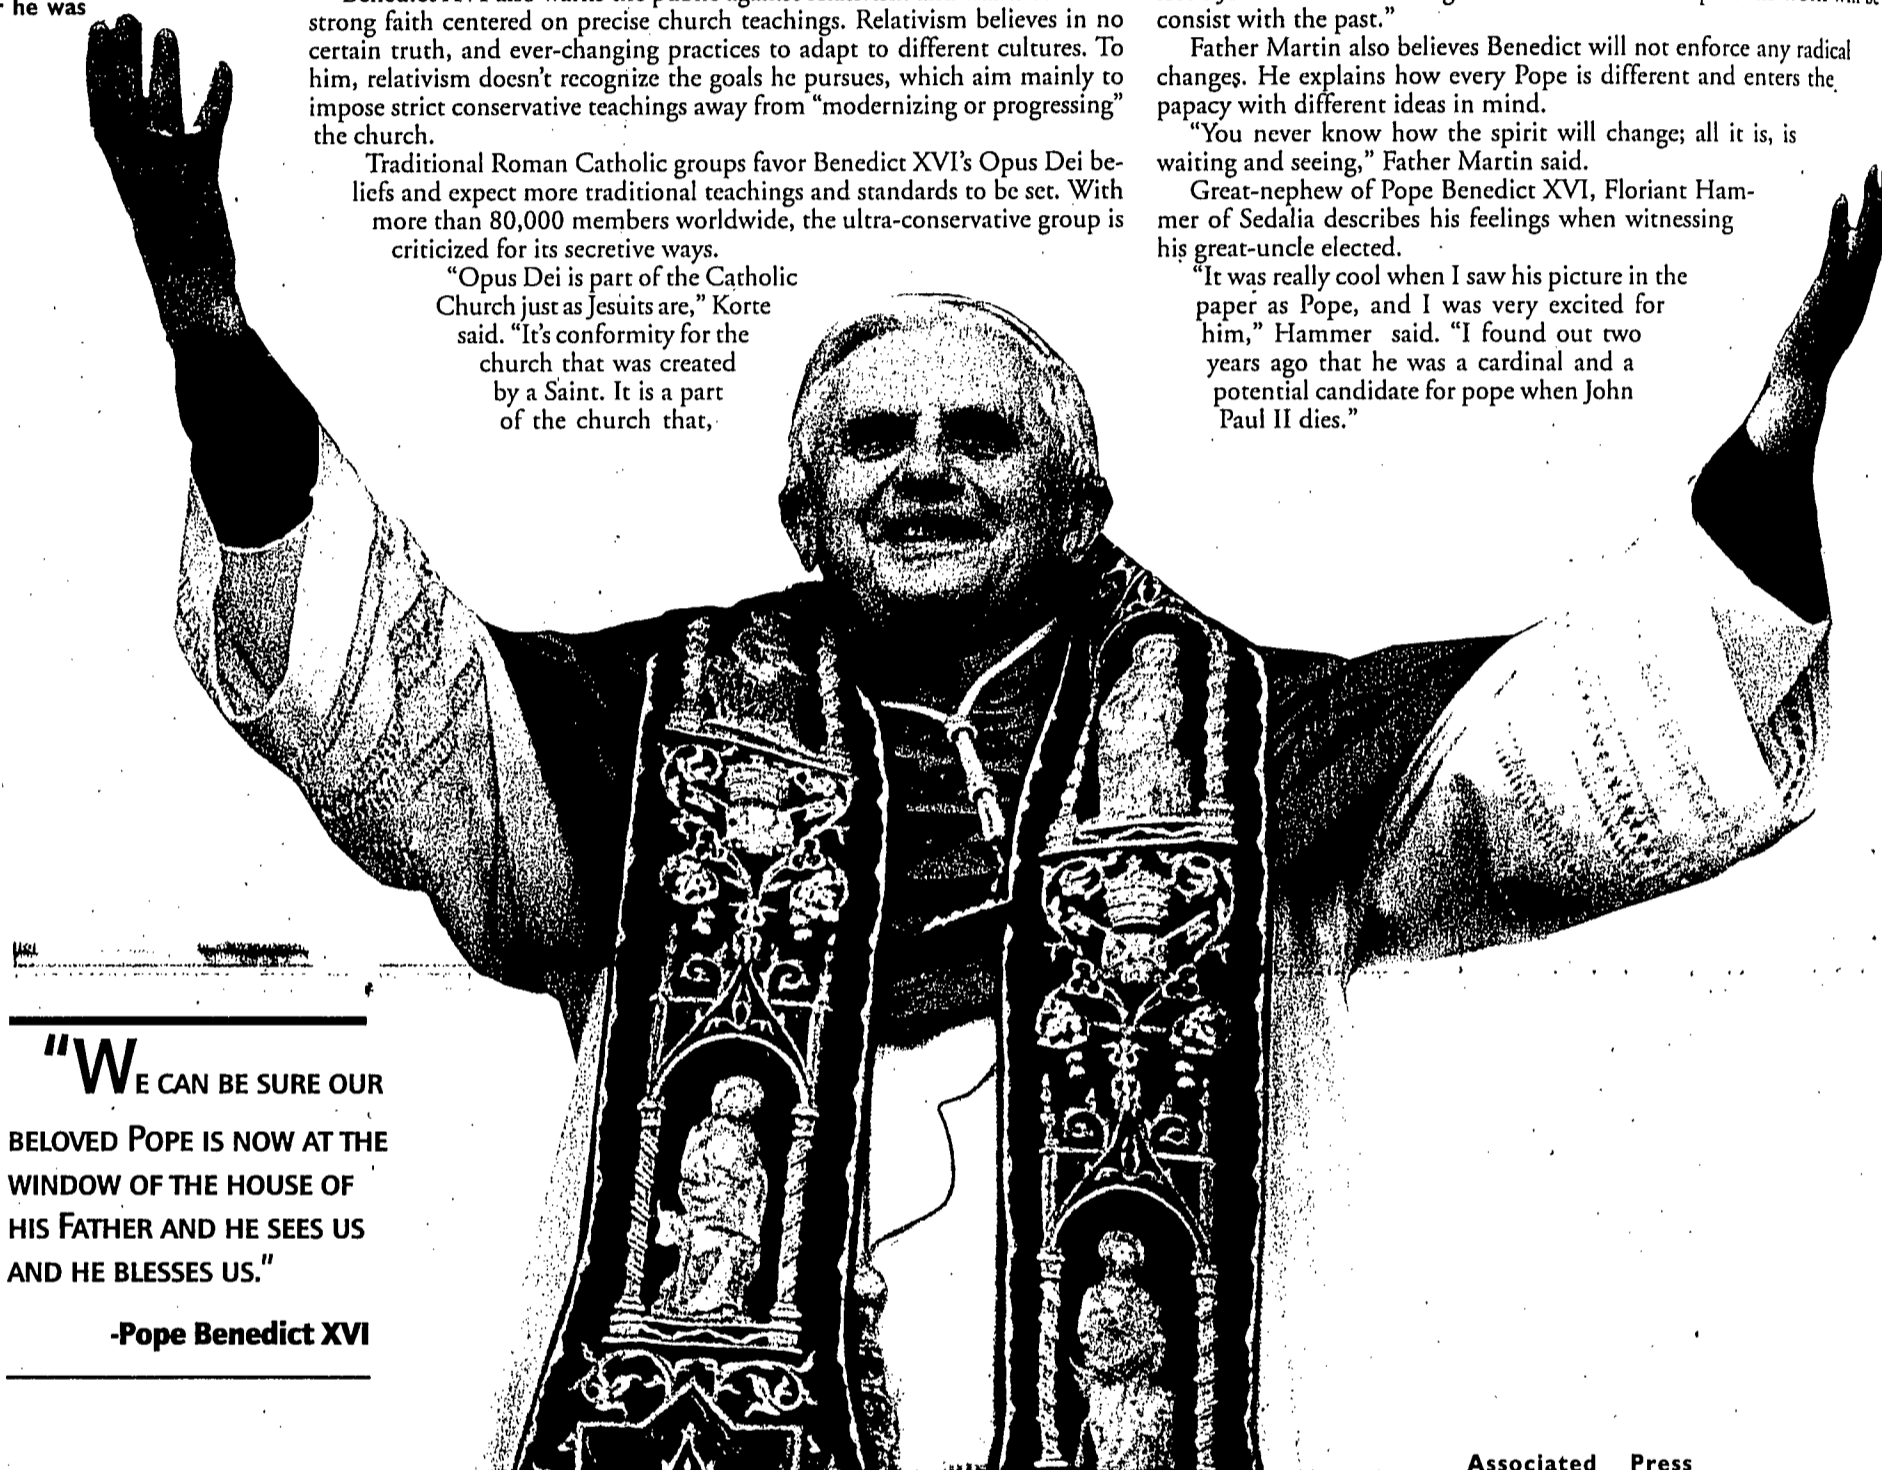 he was
strong faith centered on precise church teachings. Relativism believes in no
certain truth, and ever-changing practices to adapt to different cultures. To
him, relativism doesn't recognize the goals he pursues, which aim mainly to
impose strict conservative teachings away from “modernizing or progressing”
the church.
Traditional Roman Catholic groups favor Benedict XVI's Opus Dei be-
liefs and expect more traditional teachings and standards to be set. With
more than 80,000 members worldwide, the ultra-conservative group is
criticized for its secretive ways.
“Opus Dei is part of the Catholic
Church just as Jesuits are,” Korte
said. “It's conformity for the
church that was created
by a Saint. It is a part
of the church that,
consist with the past.”
Father Martin also believes Benedict will not enforce any radical
changes. He explains how every Pope is different and enters the
papacy with different ideas in mind.
“You never know how the spirit will change; all it is, is
waiting and seeing,” Father Martin said.
Great-nephew of Pope Benedict XVI, Floriant Ham-
mer of Sedalia describes his feelings when witnessing
his great-uncle elected.
“It was really cool when I saw his picture in the
paper as Pope, and I was very excited for
him,” Hammer said. “I found out two
years ago that he was a cardinal and a
potential candidate for pope when John
Paul II dies.”
"WE CAN BE SURE OUR
BELOVED POPE IS NOW AT THE
WINDOW OF THE HOUSE OF
HIS FATHER AND HE SEES US
AND HE BLESSES US."
-Pope Benedict XVI
Associated Press